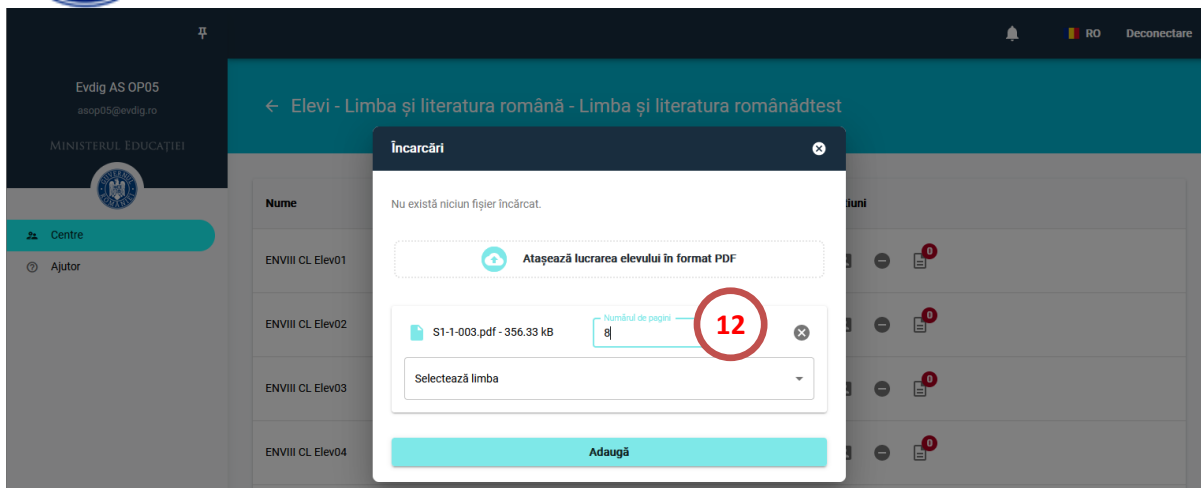 RO Deconectare
Evdig AS OP05
asop05@evdig.ro
MINISTERUL EDUCAȚIEI
GUVERNUL ROMÂNIEI
Centre
Ajutor
← Elevi - Limba și literatura română - Limba și literatura românădtest
Încarcări
Nume
țiuni
Nu există niciun fișier încărcat.
Atașează lucrarea elevului în format PDF
ENVIII CL Elev01
0
ENVIII CL Elev02
0
S1-1-003.pdf - 356.33 kB
Numărul de pagini
8
12
Selectează limba
ENVIII CL Elev03
0
Adaugă
ENVIII CL Elev04
0